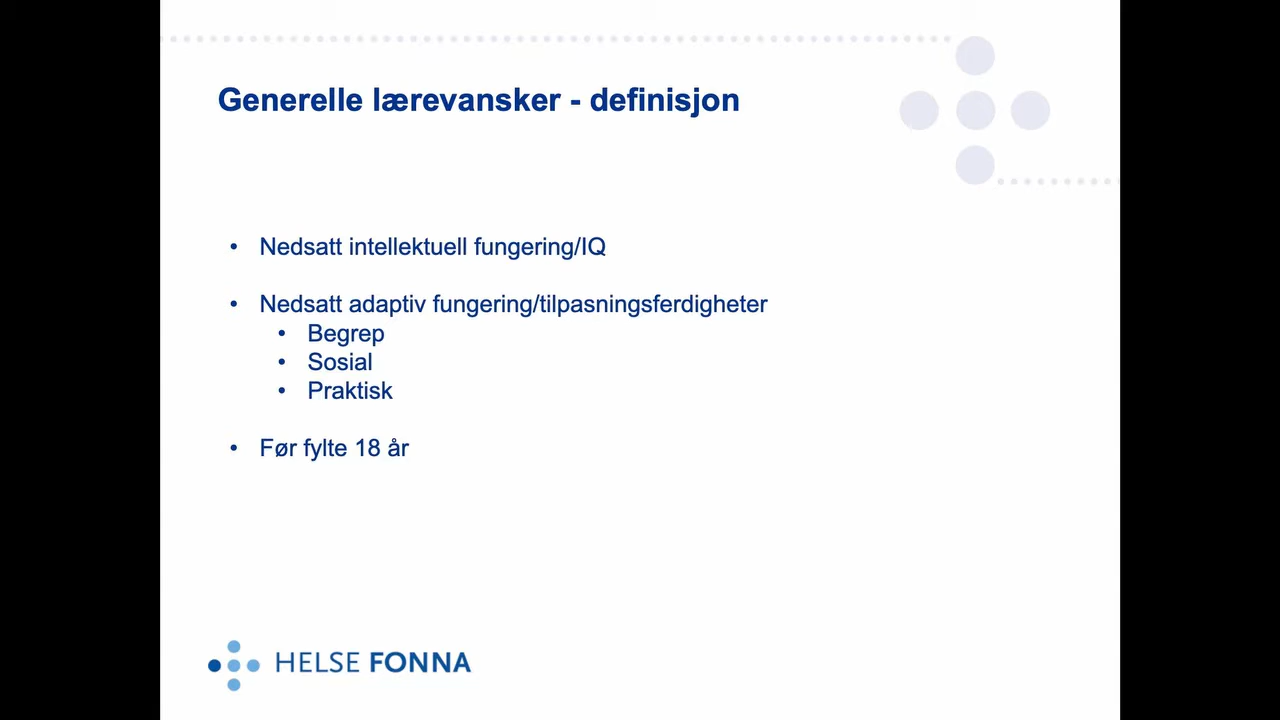 Generelle lærevansker - definisjon
• Nedsatt intellektuell fungering/IQ
• Nedsatt adaptiv fungering/tilpasningsferdigheter
• Begrep
• Sosial
• Praktisk
• Før fylte 18 år
HELSE FONNA